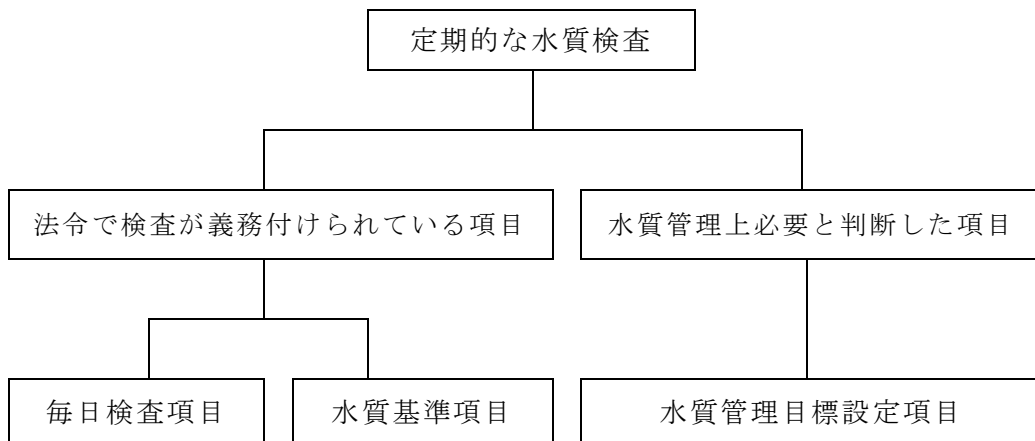 定期的な水質検査
法令で検査が義務付けられている項目
水質管理上必要と判断した項目
毎日検査項目
水質基準項目
水質管理目標設定項目